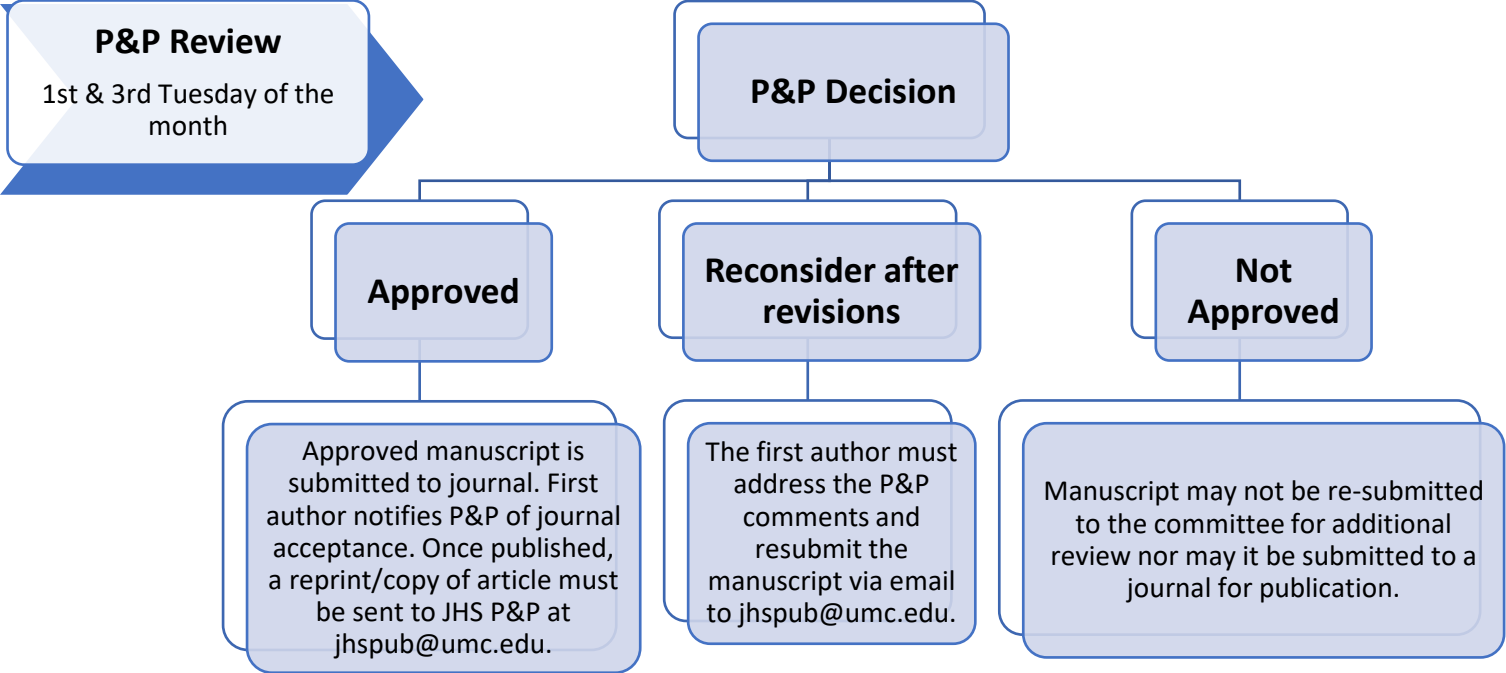 P&P Review
1st & 3rd Tuesday of the
month
P&P Decision
Approved
Reconsider after
revisions
Not
Approved
Approved manuscript is
submitted to journal. First
author notifies P&P of journal
acceptance. Once published,
a reprint/copy of article must
be sent to JHS P&P at
jhspub@umc.edu.
The first author must
address the P&P
comments and
resubmit the
manuscript via email
to jhspub@umc.edu.
Manuscript may not be re-submitted
to the committee for additional
review nor may it be submitted to a
journal for publication.